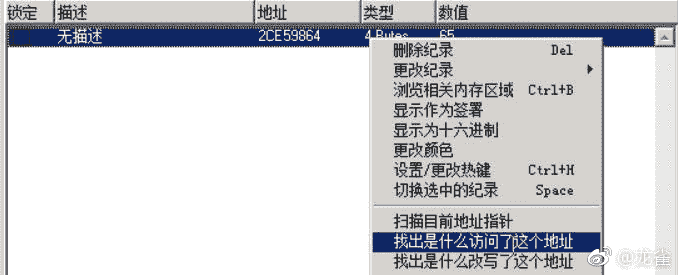 锁定 描述 地址 类型 数值
无描述 2CE59864 4 Bytes 65
删除纪录 Del
更改纪录
浏览相关内存区域 Ctrl+B
显示作为签署
显示为十六进制
更改颜色
设置/更改热键 Ctrl+H
切换选中的纪录 Space
扫描目前地址指针
找出是什么访问了这个地址
找出是什么改写了这个地址
@龙雀